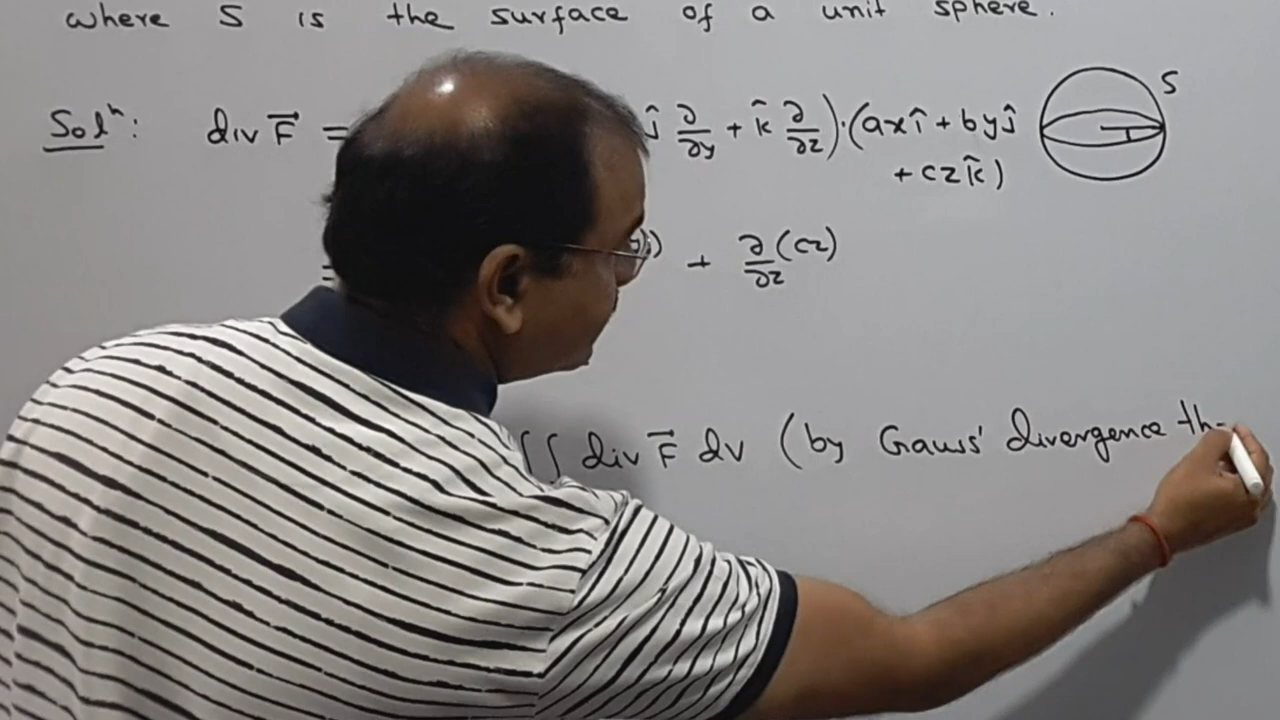 where S is the surface of a unit sphere.
Solⁿ: div F⃗ = ĵ ∂/∂y + k̂ ∂/∂z)·(axî + byĵ
+ czk̂)
S
= + ∂/∂z (cz)
∫∫ div F⃗ dv (by Gauss' divergence th